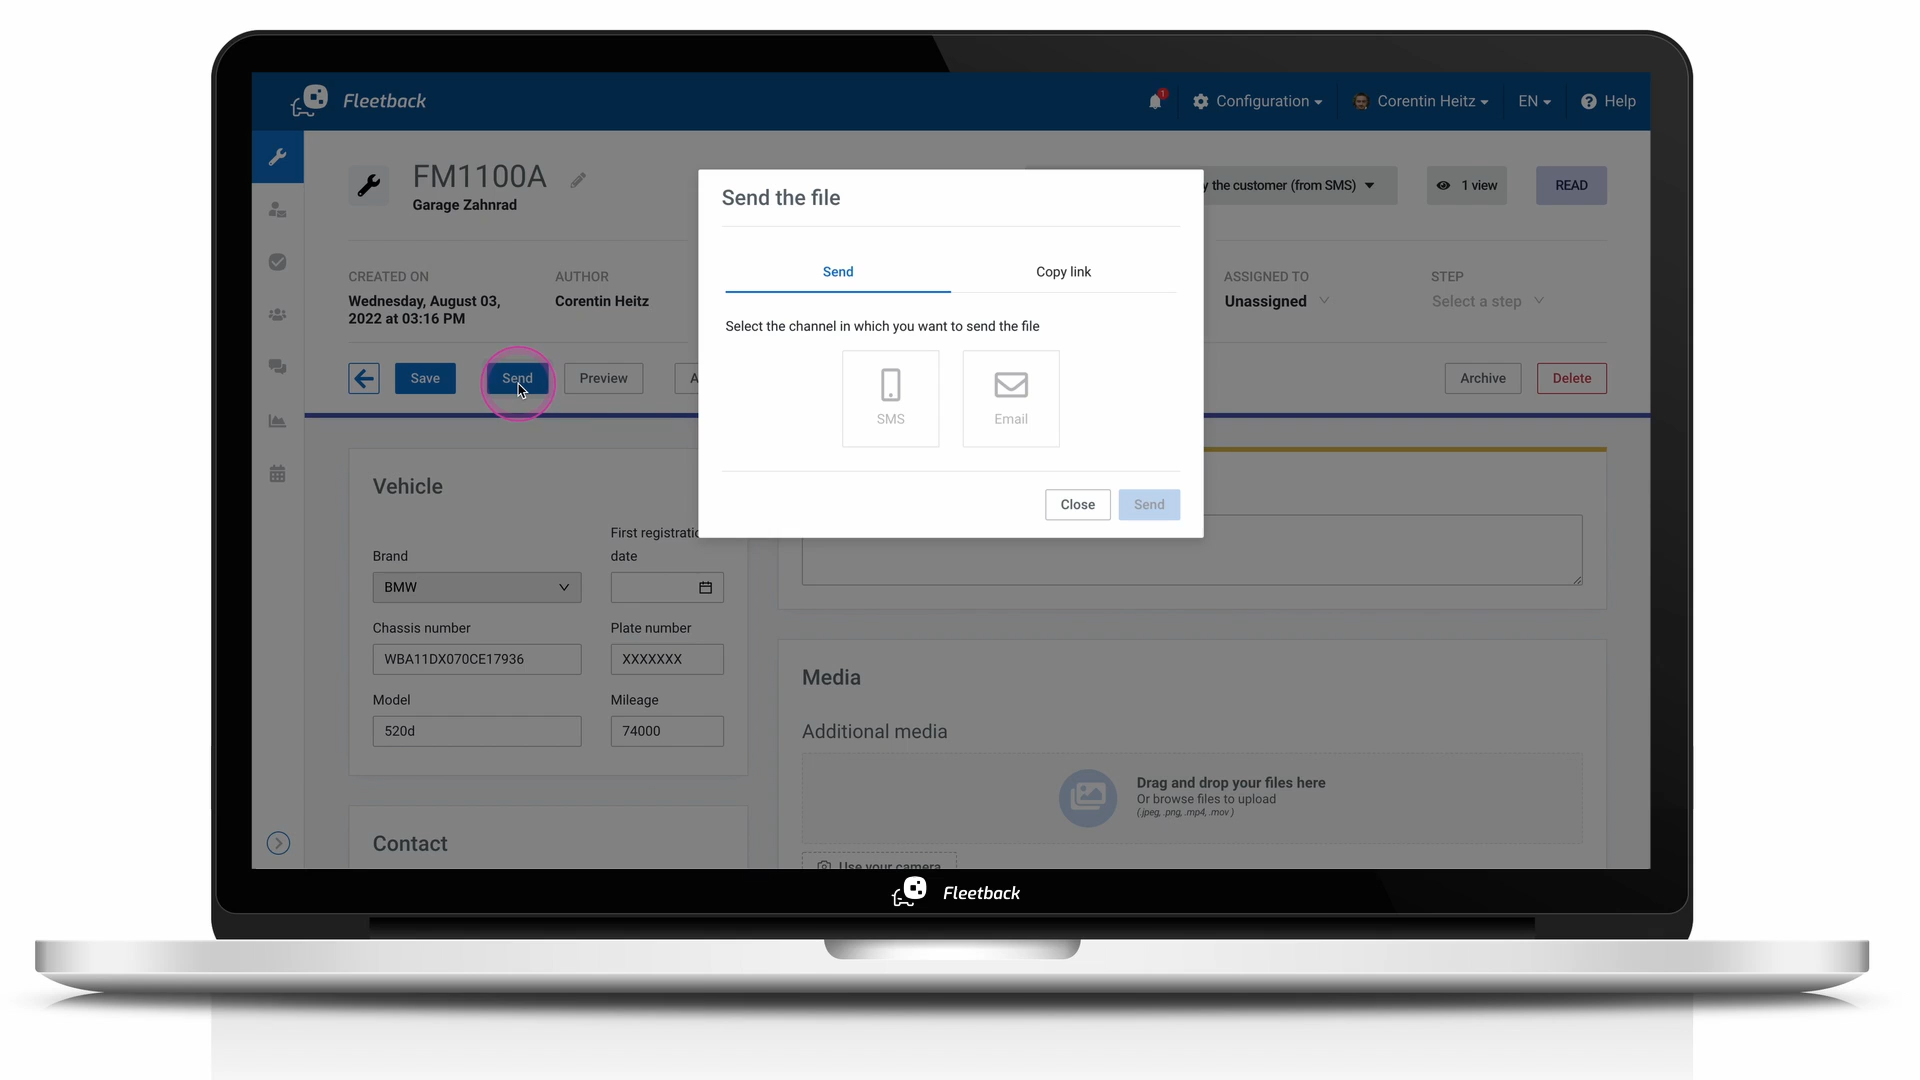 Fleetback
1
Configuration
Corentin Heitz
EN
Help
FM1100A
Garage Zahnrad
the customer (from SMS)
1 view
READ
CREATED ON
Wednesday, August 03,
2022 at 03:16 PM
AUTHOR
Corentin Heitz
ASSIGNED TO
Unassigned
STEP
Select a step
Save
Send
Preview
Archive
Delete
Send the file
Send
Copy link
Select the channel in which you want to send the file
SMS
Email
Close
Send
Vehicle
Brand
BMW
First registration
date
Chassis number
WBA11DX070CE17936
Plate number
XXXXXXX
Model
520d
Mileage
74000
Contact
Media
Additional media
Drag and drop your files here
Or browse files to upload
(.jpeg, .png, .mp4, .mov )
Use your camera
Fleetback